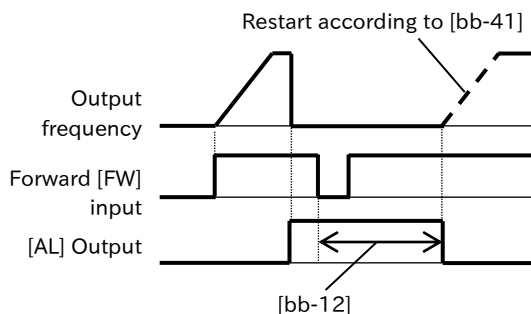 Restart according to [bb-41]
Output
frequency
Forward [FW]
input
[AL] Output
[bb-12]